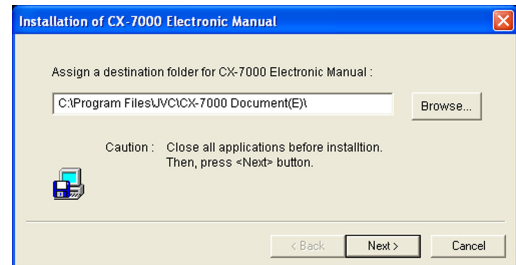 Installation of CX-7000 Electronic Manual
Assign a destination folder for CX-7000 Electronic Manual :
C:\Program Files\JVC\CX-7000 Document(E)\
Browse...
Caution : Close all applications before installtion.
Then, press <Next> button.
< Back Next > Cancel